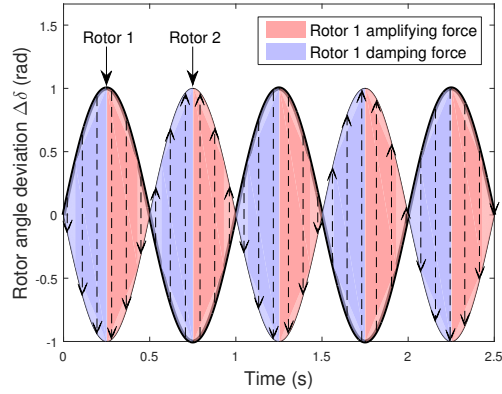 Rotor 1 Rotor 2
Rotor 1 amplifying force
Rotor 1 damping force
Rotor angle deviation Δδ (rad)
1.5
1
0.5
0
-0.5
-1
0 0.5 1 1.5 2 2.5
Time (s)